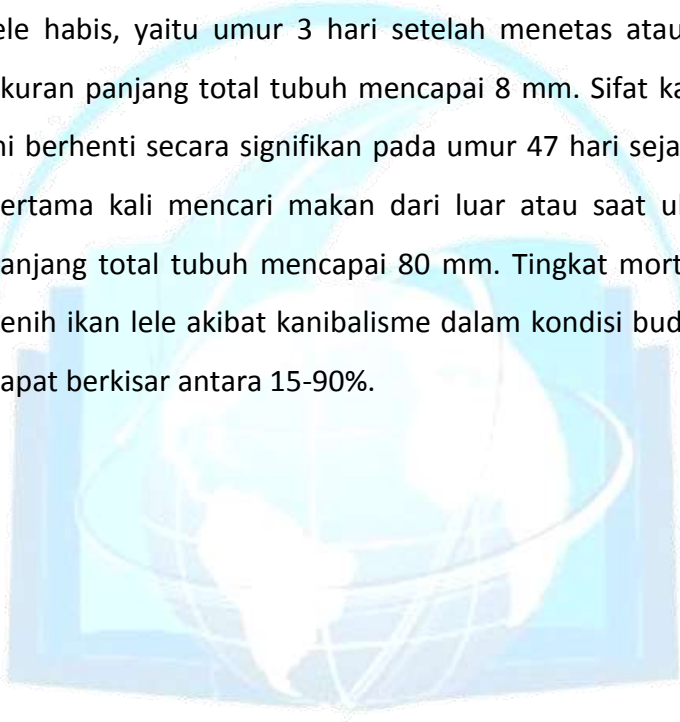 ele habis, yaitu umur 3 hari setelah menetas atau
kuran panjang total tubuh mencapai 8 mm. Sifat ka
ni berhenti secara signifikan pada umur 47 hari seja
ertama kali mencari makan dari luar atau saat u
anjang total tubuh mencapai 80 mm. Tingkat mort
enih ikan lele akibat kanibalisme dalam kondisi bud
apat berkisar antara 15-90%.